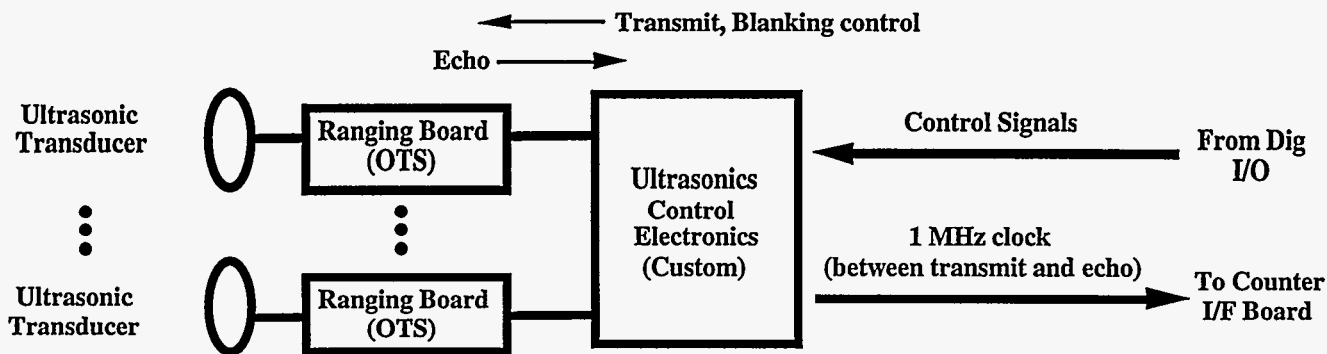 Transmit, Blanking control
Echo
Ultrasonic
Transducer
Ranging Board
(OTS)
Ultrasonics
Control
Electronics
(Custom)
Control Signals
From Dig
I/O
1 MHz clock
(between transmit and echo)
To Counter
I/F Board
Ultrasonic
Transducer
Ranging Board
(OTS)